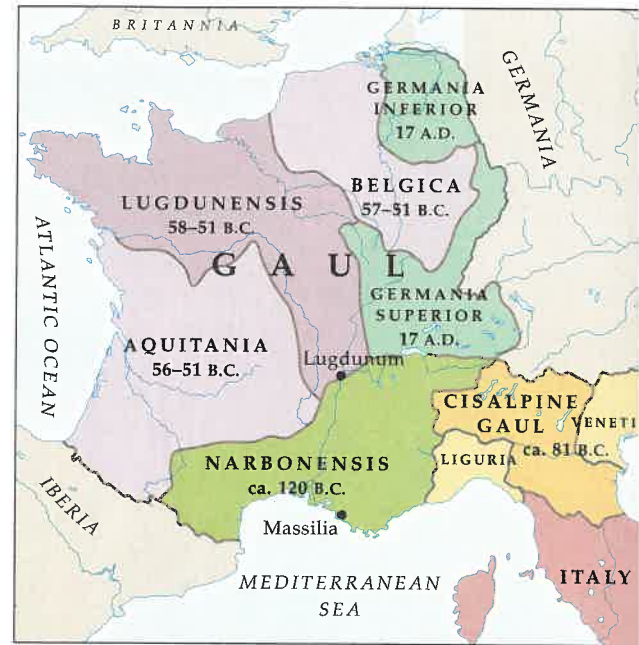 BRITANNIA
GERMANIA
INFERIOR
17 A.D.
GERMANIA
BELGICA
57–51 B.C.
LUGDUNENSIS
58–51 B.C.
ATLANTIC OCEAN
GAUL
GERMANIA
SUPERIOR
17 A.D.
AQUITANIA
56–51 B.C.
Lugdunum
CISALPINE
GAUL
ca. 81 B.C.
VENETI
LIGURIA
NARBONENSIS
ca. 120 B.C.
IBERIA
Massilia
MEDITERRANEAN
SEA
ITALY